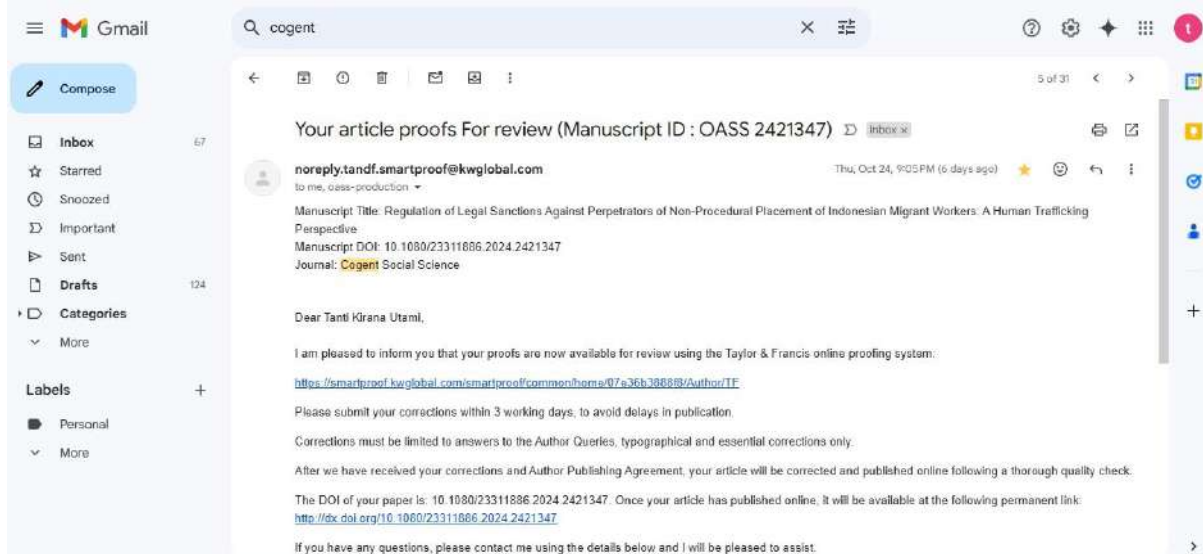 Gmail
cogent
t
Compose
5 of 31
Inbox 67
Starred
Snoozed
Important
Sent
Drafts 124
Categories
More
Labels
Personal
More
Your article proofs For review (Manuscript ID : OASS 2421347) Inbox x
noreply.tandf.smartproof@kwglobal.com
Thu, Oct 24, 9:05 PM (6 days ago)
to me, oass-production
Manuscript Title: Regulation of Legal Sanctions Against Perpetrators of Non-Procedural Placement of Indonesian Migrant Workers: A Human Trafficking
Perspective
Manuscript DOI: 10.1080/23311886.2024.2421347
Journal: Cogent Social Science
Dear Tanti Kirana Utami,
I am pleased to inform you that your proofs are now available for review using the Taylor & Francis online proofing system:
https://smartproof.kwglobal.com/smartproof/common/home/07e36b3888f8/Author/TF
Please submit your corrections within 3 working days, to avoid delays in publication.
Corrections must be limited to answers to the Author Queries, typographical and essential corrections only.
After we have received your corrections and Author Publishing Agreement, your article will be corrected and published online following a thorough quality check.
The DOI of your paper is: 10.1080/23311886.2024.2421347. Once your article has published online, it will be available at the following permanent link:
http://dx.doi.org/10.1080/23311886.2024.2421347
If you have any questions, please contact me using the details below and I will be pleased to assist.